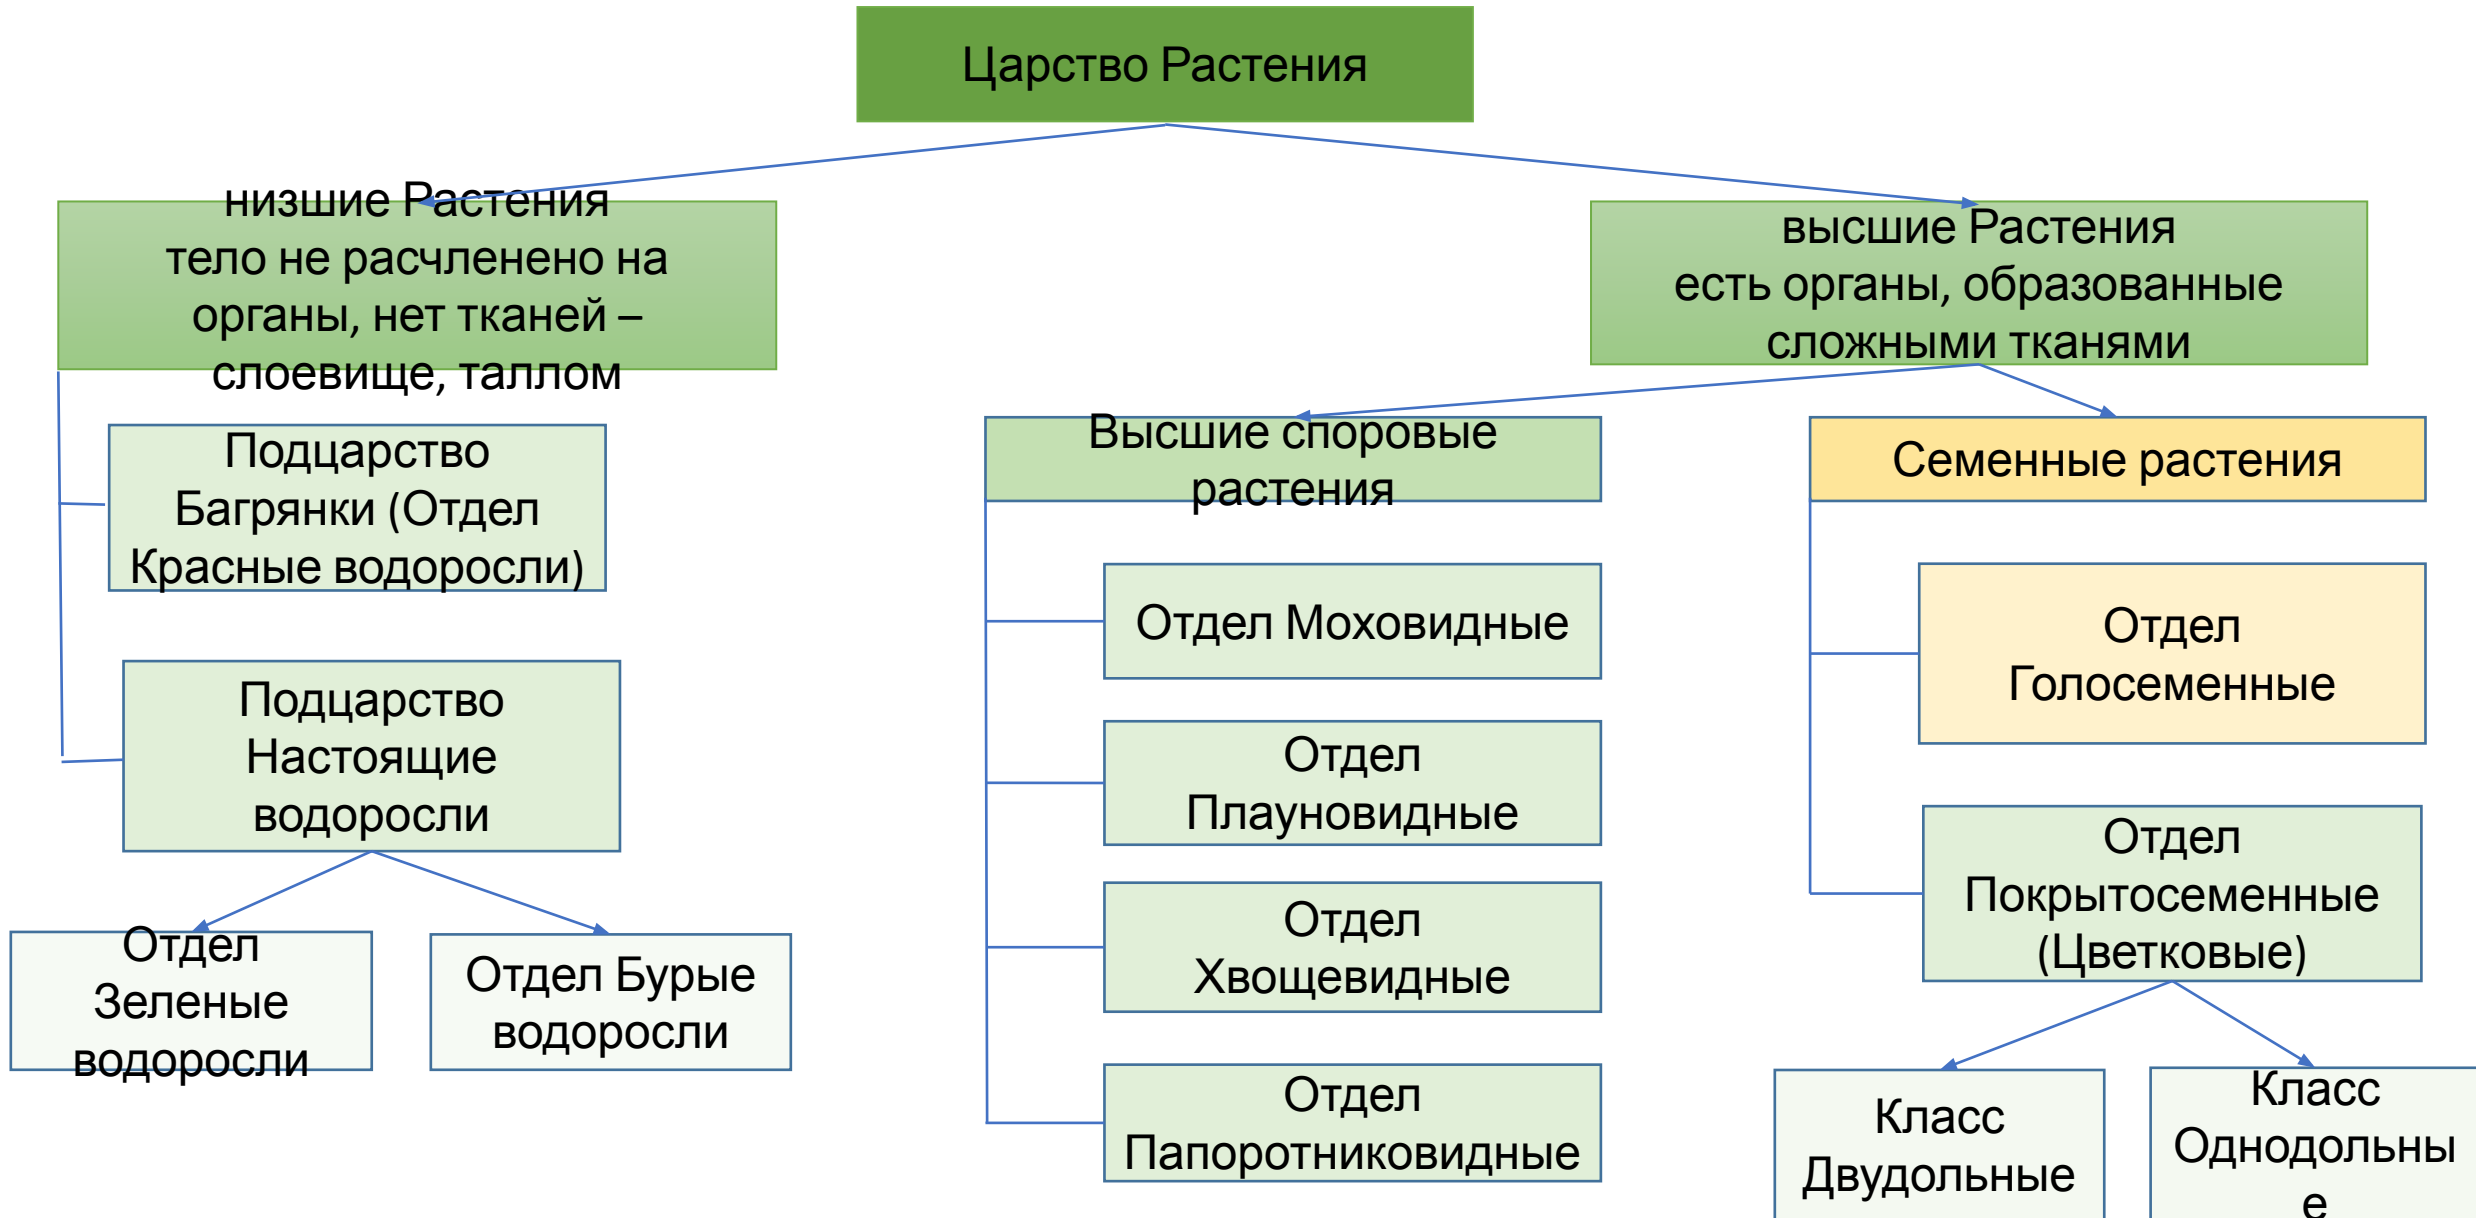 Царство Растения
низшие Растения
тело не расчленено на
органы, нет тканей –
слоевище, таллом
высшие Растения
есть органы, образованные
сложными тканями
Подцарство
Багрянки (Отдел
Красные водоросли)
Подцарство
Настоящие
водоросли
Отдел
Зеленые
водоросли
Отдел Бурые
водоросли
Высшие споровые
растения
Отдел Моховидные
Отдел
Плауновидные
Отдел
Хвощевидные
Отдел
Папоротниковидные
Семенные растения
Отдел
Голосеменные
Отдел
Покрытосеменные
(Цветковые)
Класс
Двудольные
Класс
Однодольны
е